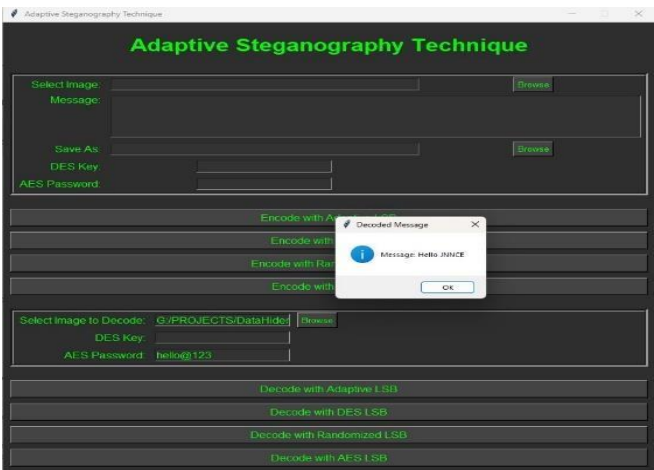 Adaptive Steganography Technique
Adaptive Steganography Technique
Select Image: Browse
Message:
Save As: Browse
DES Key:
AES Password:
Encode with Adaptive LSB
Encode with
Encode with Ran
Encode with
Decoded Message
Message: Hello JNNCE
OK
Select Image to Decode: G:/PROJECTS/DataHider Browse
DES Key:
AES Password: hello@123
Decode with Adaptive LSB
Decode with DES LSB
Decode with Randomized LSB
Decode with AES LSB